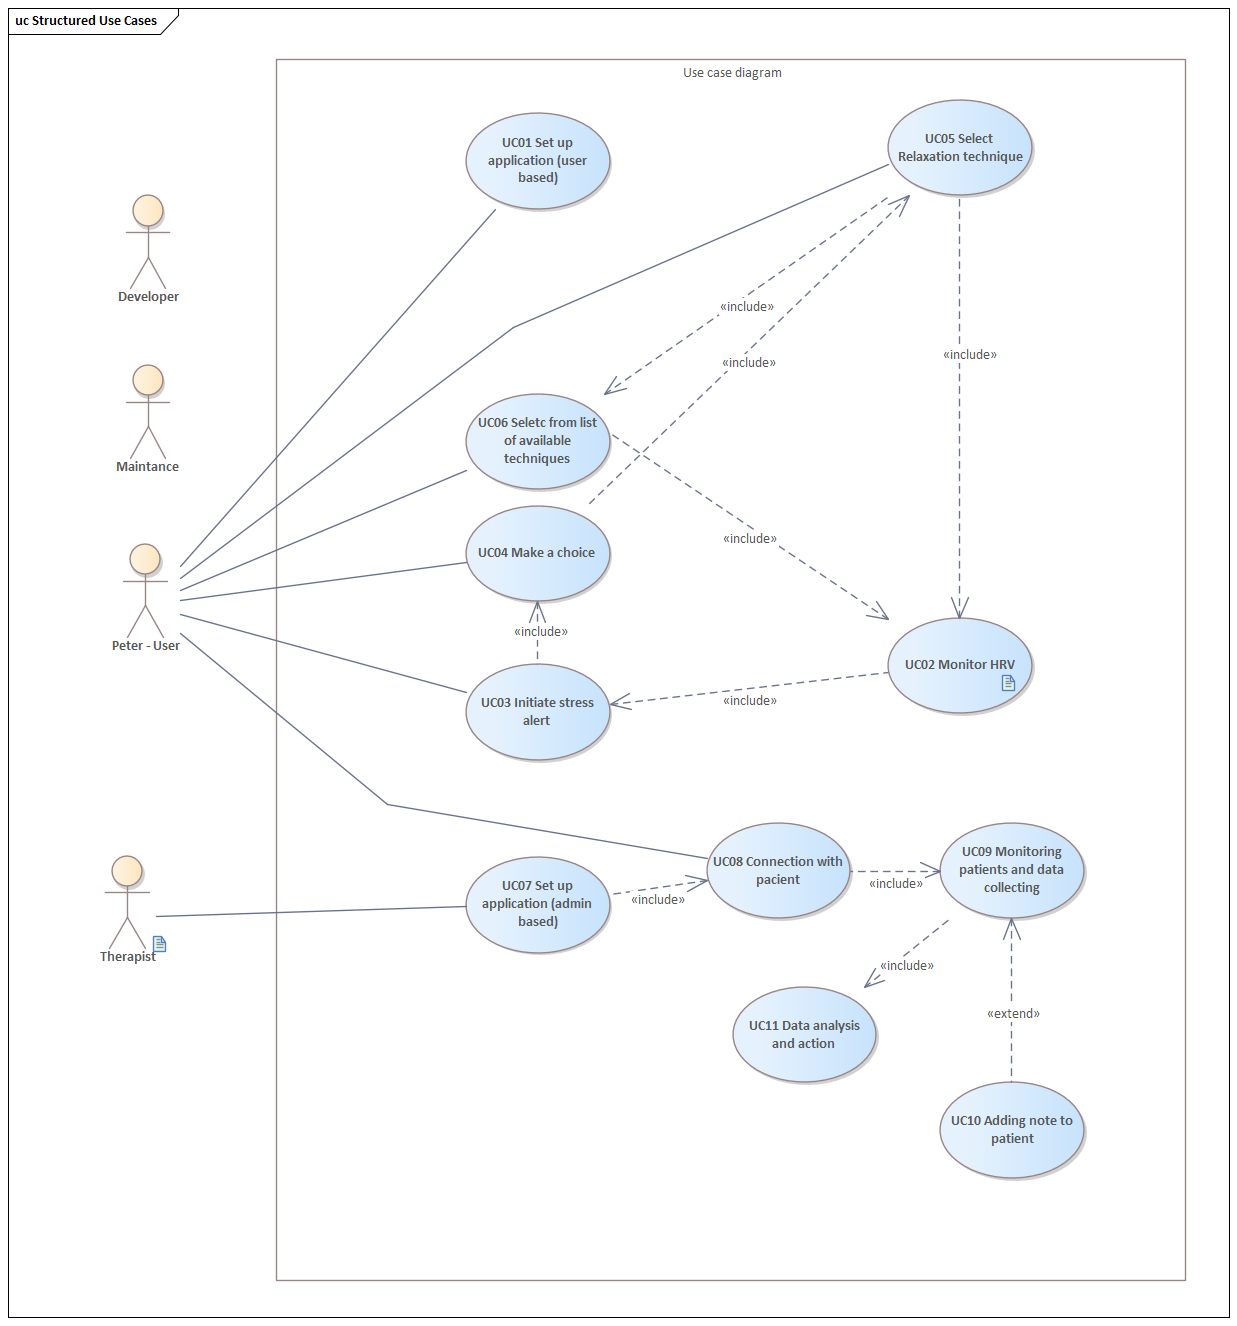 uc Structured Use Cases
Use case diagram
UC01 Set up
application (user
based)
UC05 Select
Relaxation technique
Developer
«include»
«include»
«include»
Maintance
UC06 Seletc from list
of available
techniques
«include»
UC04 Make a choice
«include»
Peter - User
UC02 Monitor HRV
UC03 Initiate stress
alert
«include»
UC08 Connection with
pacient
UC09 Monitoring
patients and data
collecting
«include»
UC07 Set up
application (admin
based)
«include»
Therapist
«include»
«extend»
UC11 Data analysis
and action
UC10 Adding note to
patient